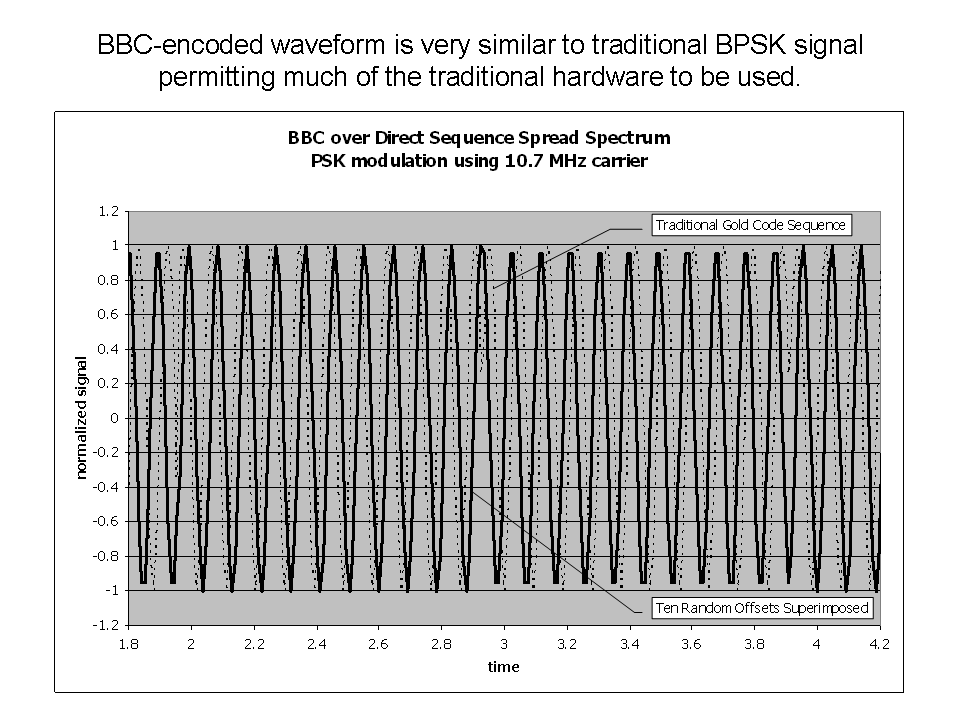 BBC-encoded waveform is very similar to traditional BPSK signal
permitting much of the traditional hardware to be used.
BBC over Direct Sequence Spread Spectrum
PSK modulation using 10.7 MHz carrier
1.2
1
0.8
0.6
0.4
0.2
0
-0.2
-0.4
-0.6
-0.8
-1
-1.2
normalized signal
Traditional Gold Code Sequence
Ten Random Offsets Superimposed
1.8 2 2.2 2.4 2.6 2.8 3 3.2 3.4 3.6 3.8 4 4.2
time